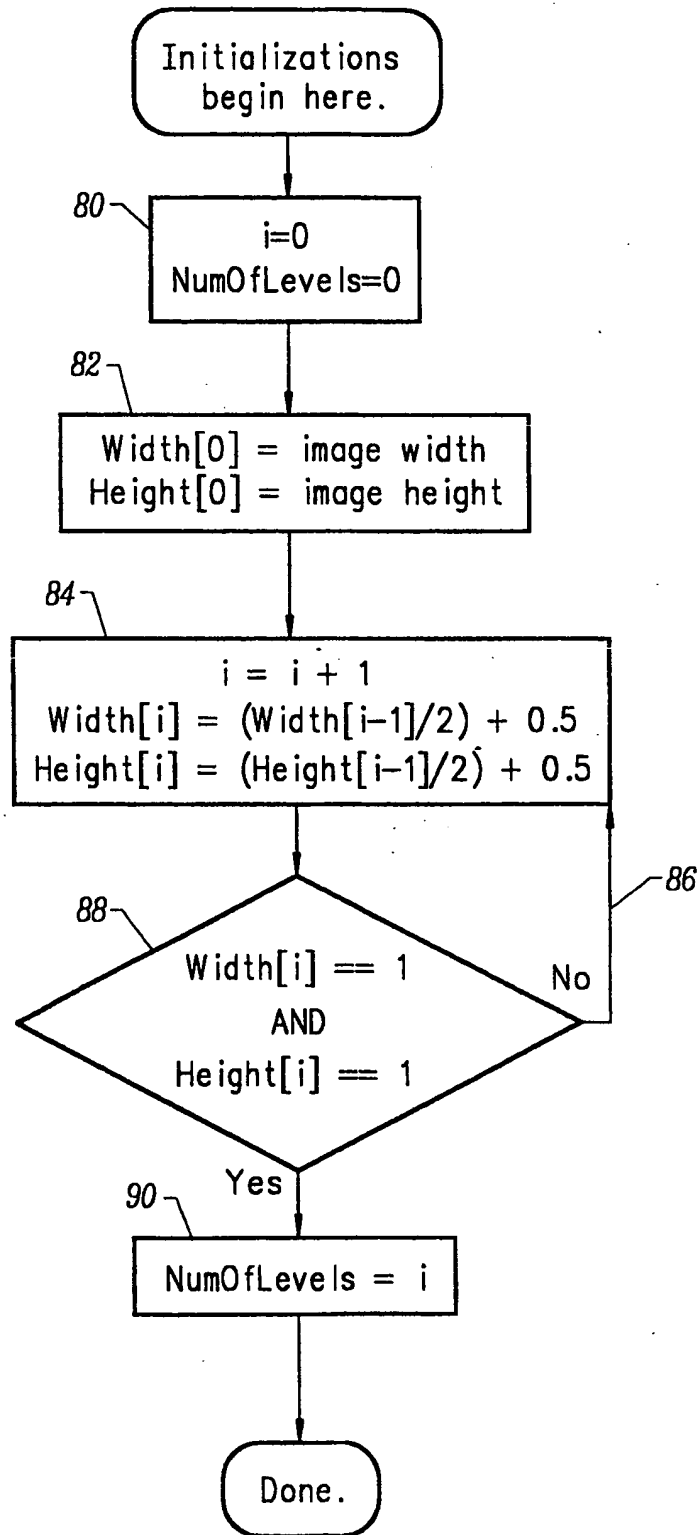 Initializations
begin here.
80
i=0
NumOfLevels=0
82
Width[0] = image width
Height[0] = image height
84
i = i + 1
Width[i] = (Width[i-1]/2) + 0.5
Height[i] = (Height[i-1]/2) + 0.5
86
88
Width[i] == 1
AND
Height[i] == 1
No
Yes
90
NumOfLevels = i
Done.